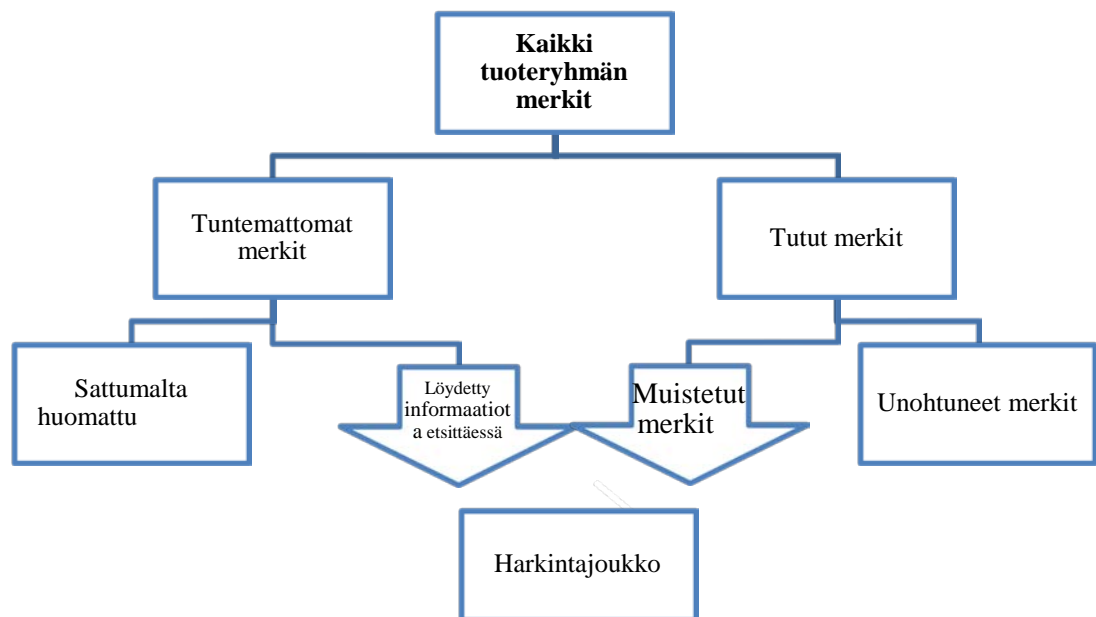 Kaikki
tuoteryhmän
merkit
Tuntemattomat
merkit
Tutut merkit
Sattumalta
huomattu
Löydetty
informaatiot
a etsittäessä
Muistetut
merkit
Unohtuneet merkit
Harkintajoukko